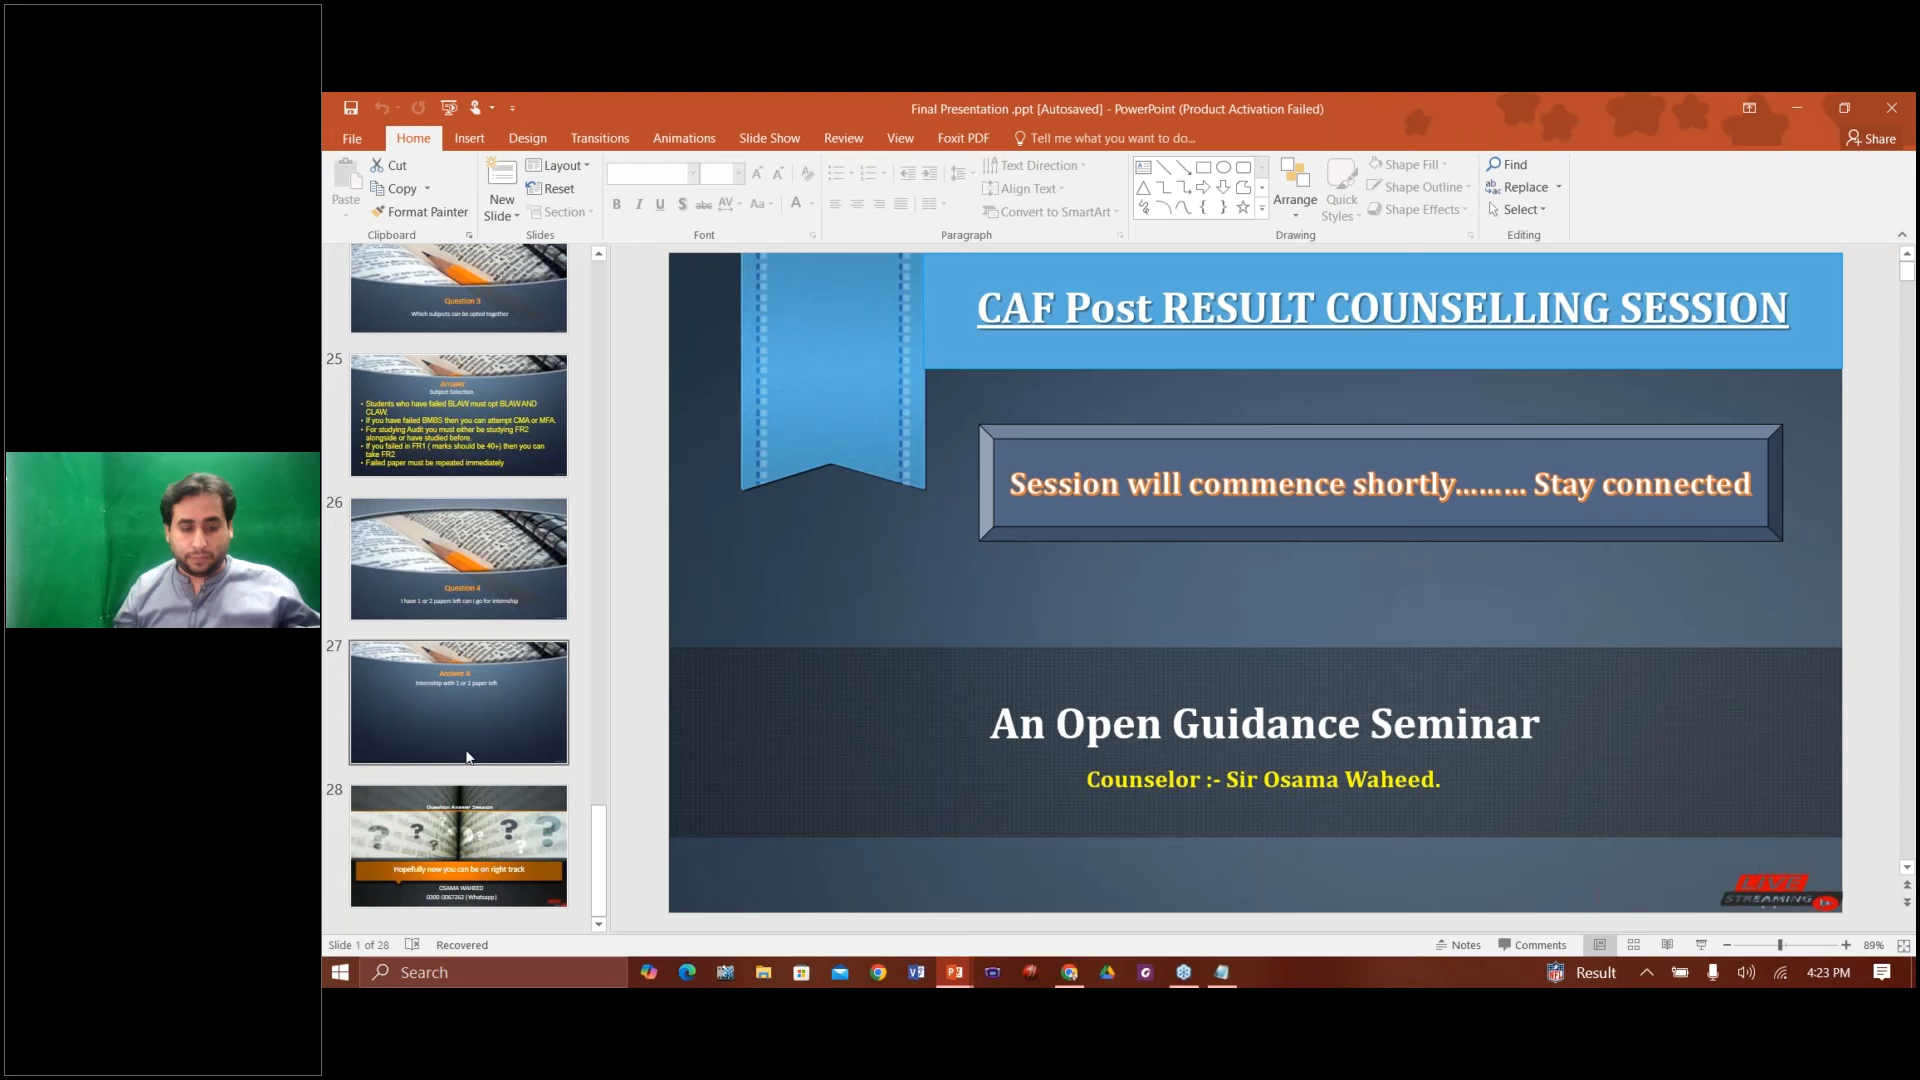 Final Presentation .ppt [Autosaved] - PowerPoint (Product Activation Failed)
File
Home
Insert
Design
Transitions
Animations
Slide Show
Review
View
Foxit PDF
Tell me what you want to do...
Share
Paste
Cut
Copy
Format Painter
Clipboard
New
Slide
Layout
Reset
Section
Slides
Font
Text Direction
Align Text
Convert to SmartArt
Paragraph
Arrange
Quick
Styles
Shape Fill
Shape Outline
Shape Effects
Drawing
Find
Replace
Select
Editing
Question 3
Which subjects can be opted together
25
Answer
Subject Selection
• Students who have failed BLAW must opt BLAW AND
CLAW.
• If you have failed BMBS then you can attempt CMA or MFA.
• For studying Audit you must either be studying FR2
alongside or have studied before.
• If you failed in FR1 ( marks should be 40+) then you can
take FR2
• Failed paper must be repeated immediately
26
Question 4
I have 1 or 2 papers left can I go for internship
27
Answer 4
Internship with 1 or 2 paper left
28
Question Answer Session
Hopefully now you can be on right track
OSAMA WAHEED
0300 0067262 (Whatsapp)
CAF Post RESULT COUNSELLING SESSION
Session will commence shortly......... Stay connected
An Open Guidance Seminar
Counselor :- Sir Osama Waheed.
LIVE
STREAMING
Slide 1 of 28
Recovered
Notes
Comments
89%
Search
Result
4:23 PM